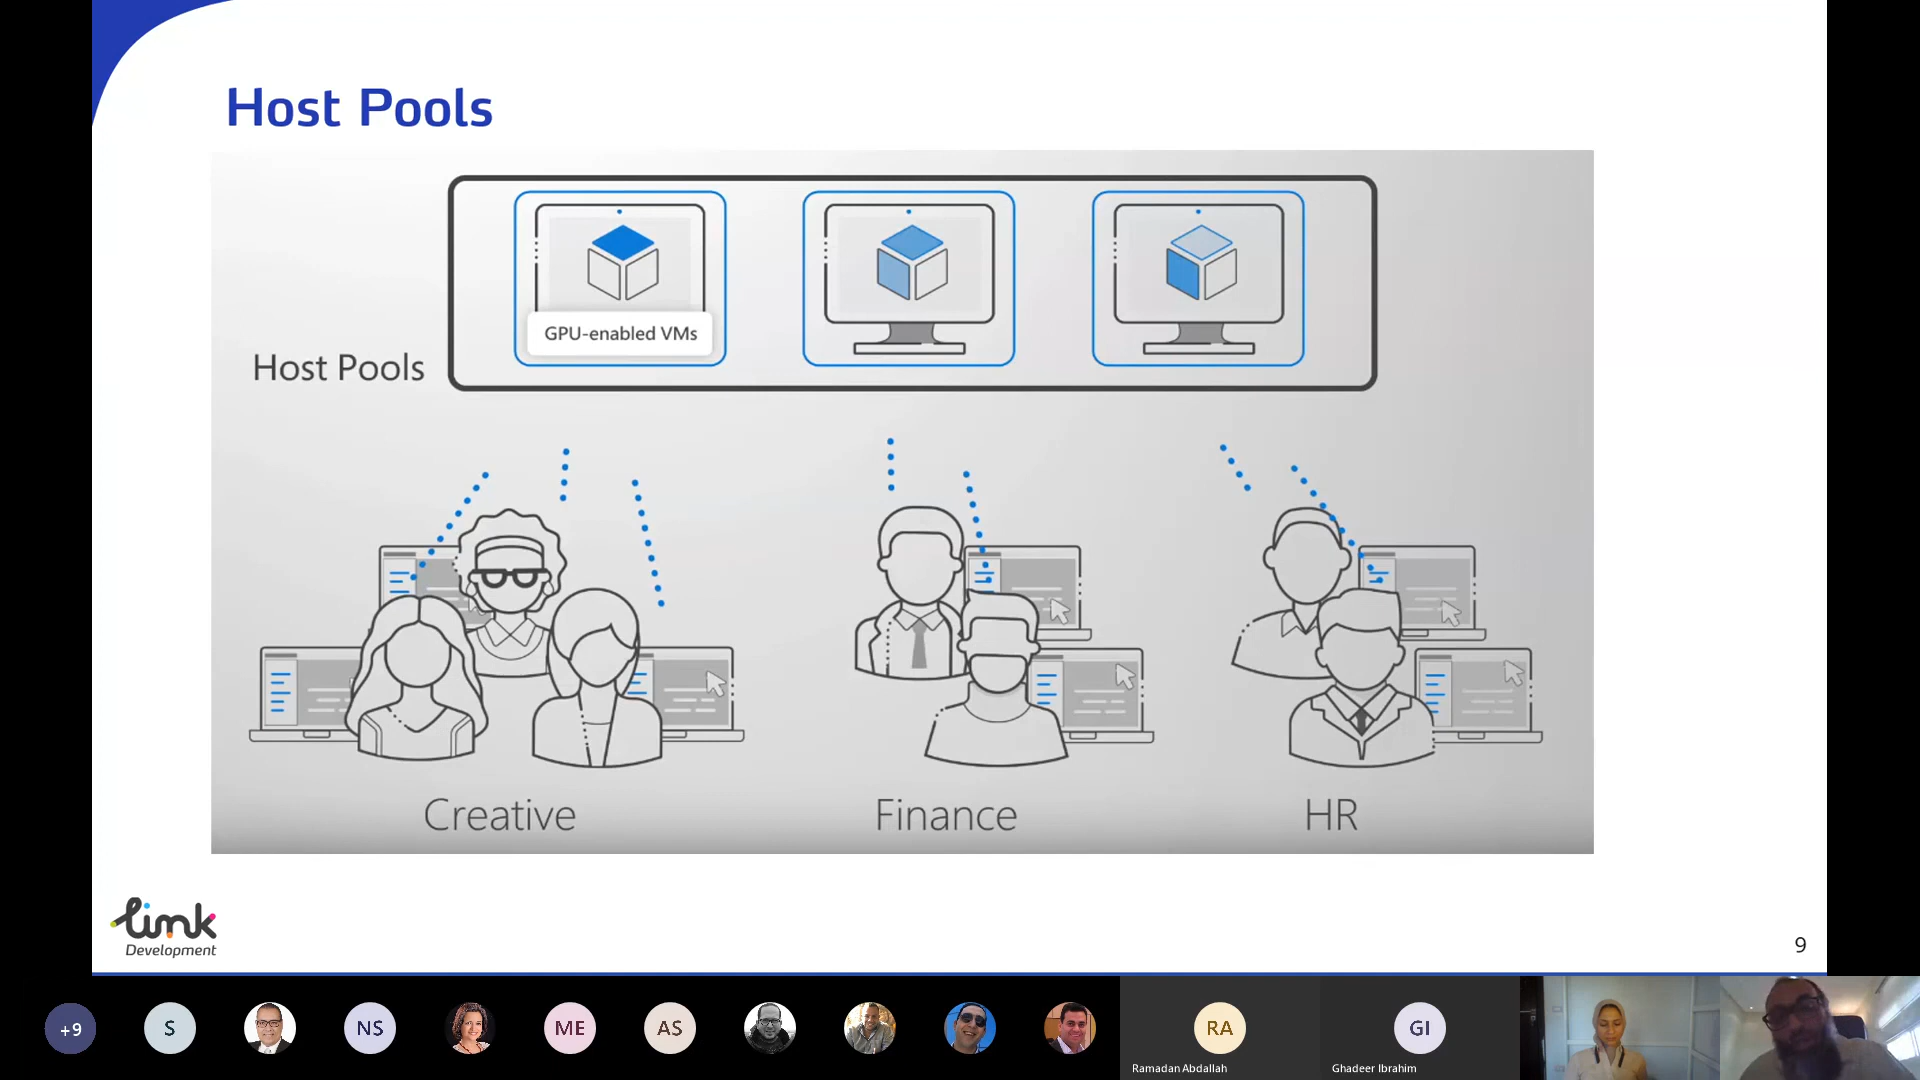 Host Pools
GPU-enabled VMs
Host Pools
Creative
Finance
HR
link
Development
9
+9
S
NS
ME
AS
RA
GI
Ramadan Abdallah
Ghadeer Ibrahim